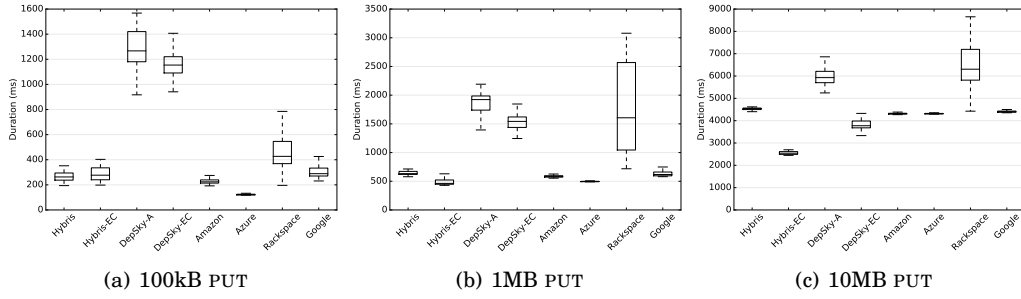 1600
1400
1200
1000
800
600
400
200
0
Duration (ms)
Hybris
Hybris-EC
DepSky-A
DepSky-EC
Amazon
Azure
Rackspace
Google
(a) 100kB PUT
3500
3000
2500
2000
1500
1000
500
0
Duration (ms)
Hybris
Hybris-EC
DepSky-A
DepSky-EC
Amazon
Azure
Rackspace
Google
(b) 1MB PUT
9000
8000
7000
6000
5000
4000
3000
2000
1000
0
Duration (ms)
Hybris
Hybris-EC
DepSky-A
DepSky-EC
Amazon
Azure
Rackspace
Google
(c) 10MB PUT